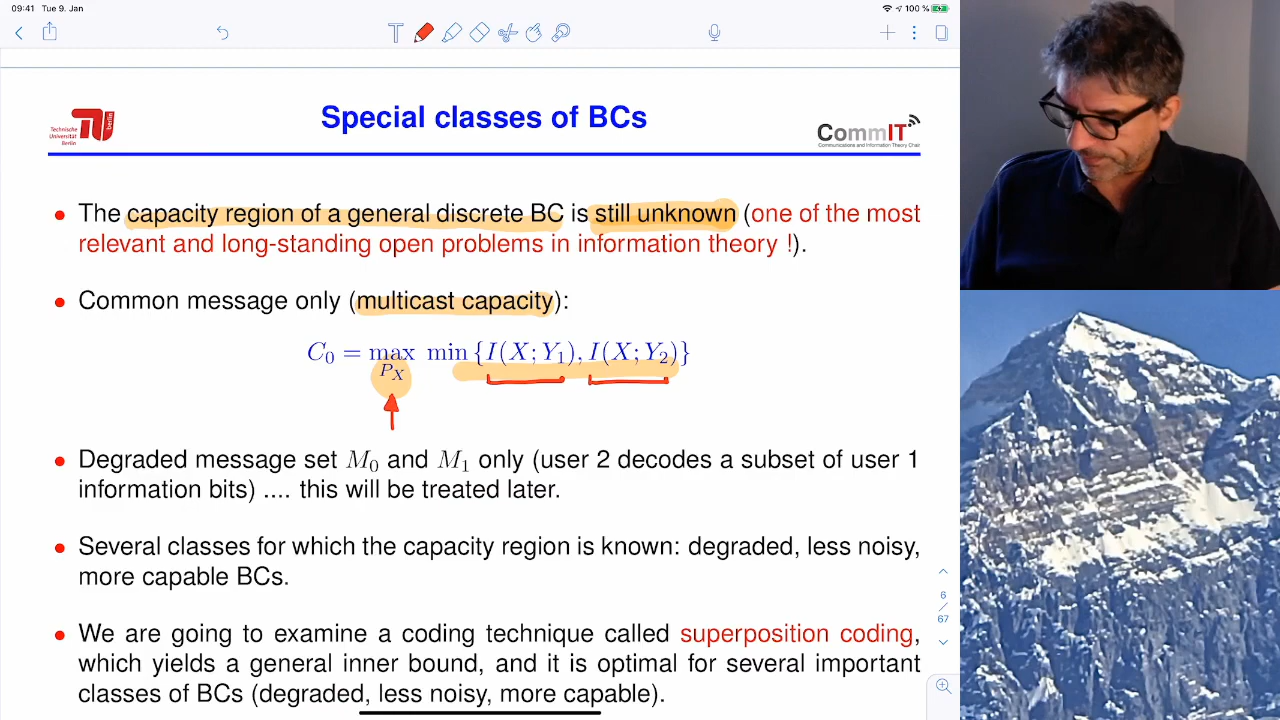 09:41 Tue 9. Jan
100 %
Special classes of BCs
Technische
Universität
Berlin
berlin
CommIT
Communications and Information Theory Chair
• The capacity region of a general discrete BC is still unknown (one of the most
relevant and long-standing open problems in information theory !).
• Common message only (multicast capacity):
C₀ = max min {I(X; Y₁), I(X; Y₂)}
P_X
• Degraded message set M₀ and M₁ only (user 2 decodes a subset of user 1
information bits) .... this will be treated later.
• Several classes for which the capacity region is known: degraded, less noisy,
more capable BCs.
6
/
67
• We are going to examine a coding technique called superposition coding,
which yields a general inner bound, and it is optimal for several important
classes of BCs (degraded, less noisy, more capable).